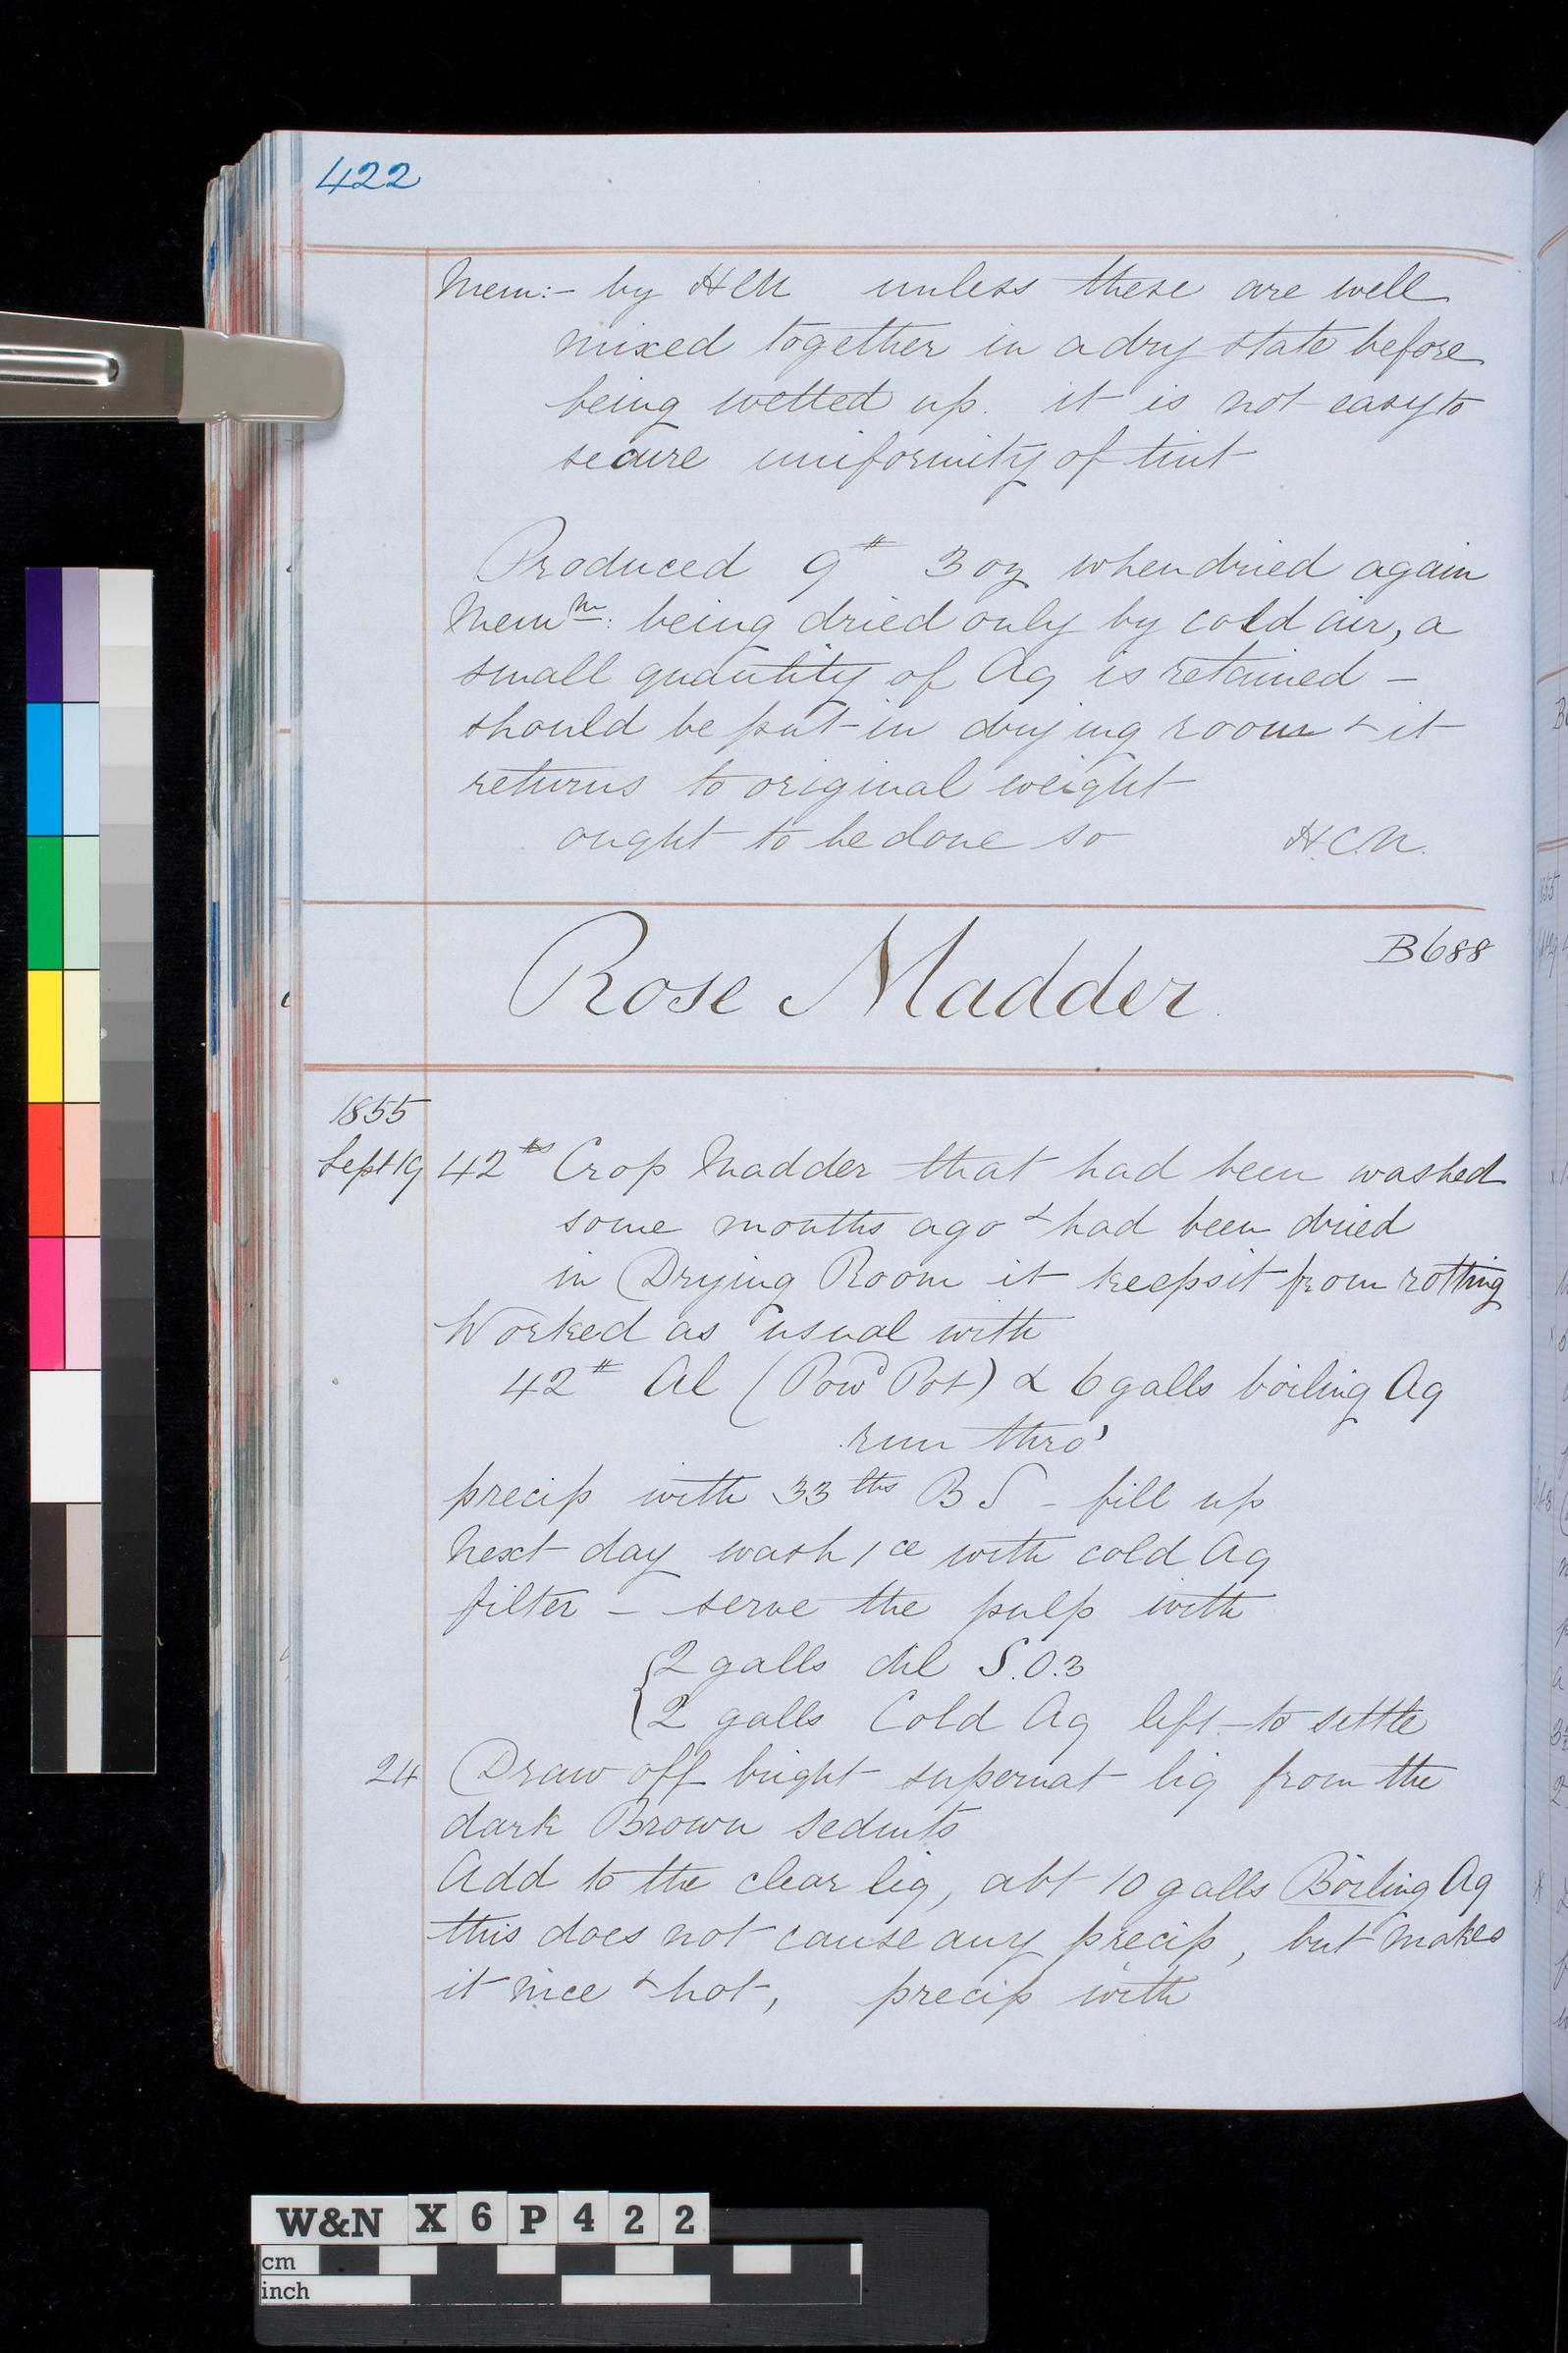 422
Mem:- by HCN unless these are well
mixed together in a dry state before
being wetted up. it is not easy to
secure uniformity of tint
Produced 9# 3 oz when dried again
Mem^m: being dried only by cold air, a
small quantity of Aq is retained -
should be put in drying room & it
returns to original weight
ought to be done so H.C.N.
Rose Madder B688
1855
Sept 19 42 lbs Crop Madder that had been washed
some months ago & had been dried
in Drying Room it keeps it from rotting
Worked as usual with
42# Al (Pow^d Pot) & 6 galls boiling Aq
run thro'
precip with 33 lbs B S - fill up
Next day wash 1ce with cold Aq
filter - serve the pulp with
{2 galls dil S.O.3
2 galls Cold Aq left to settle
24 Draw off bright supernat liq from the
dark Brown sedmts
Add to the clear liq, abt 10 galls Boiling Aq
this does not cause any precip, but makes
it nice & hot, precip with
W&N X 6 P 4 2 2
cm
inch